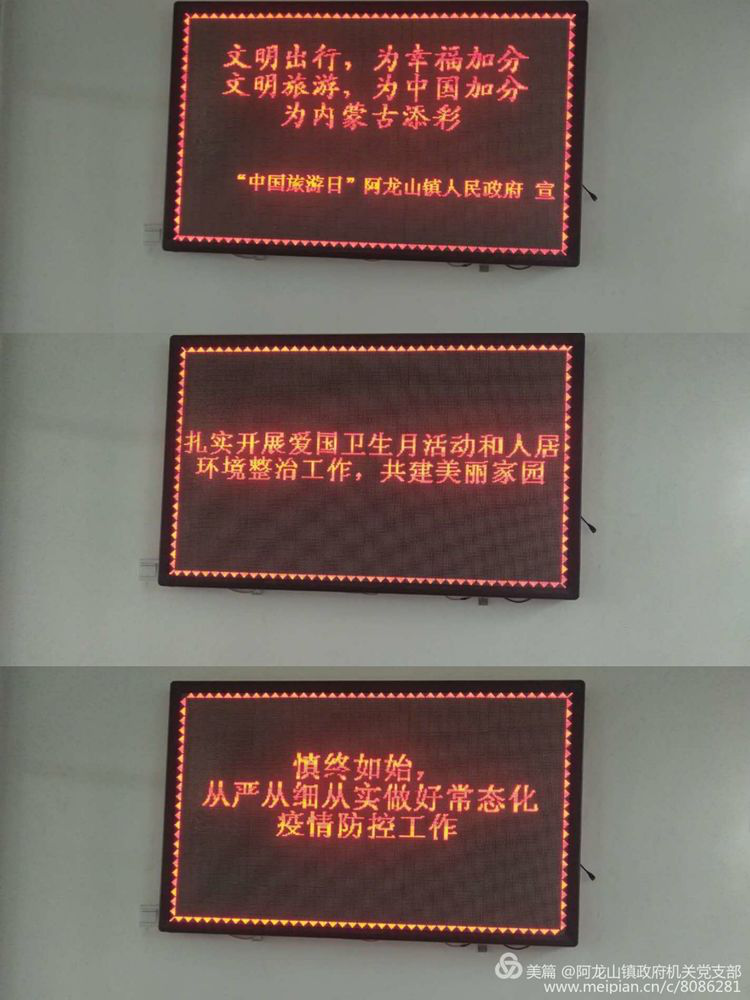 文明出行，为幸福加分
文明旅游，为中国加分
为内蒙古添彩
“中国旅游日”阿龙山镇人民政府 宣
扎实开展爱国卫生月活动和人居
环境整治工作，共建美丽家园
慎终如始，
从严从细从实做好常态化
疫情防控工作
美篇 @阿龙山镇政府机关党支部
www.meipian.cn/c/8086281